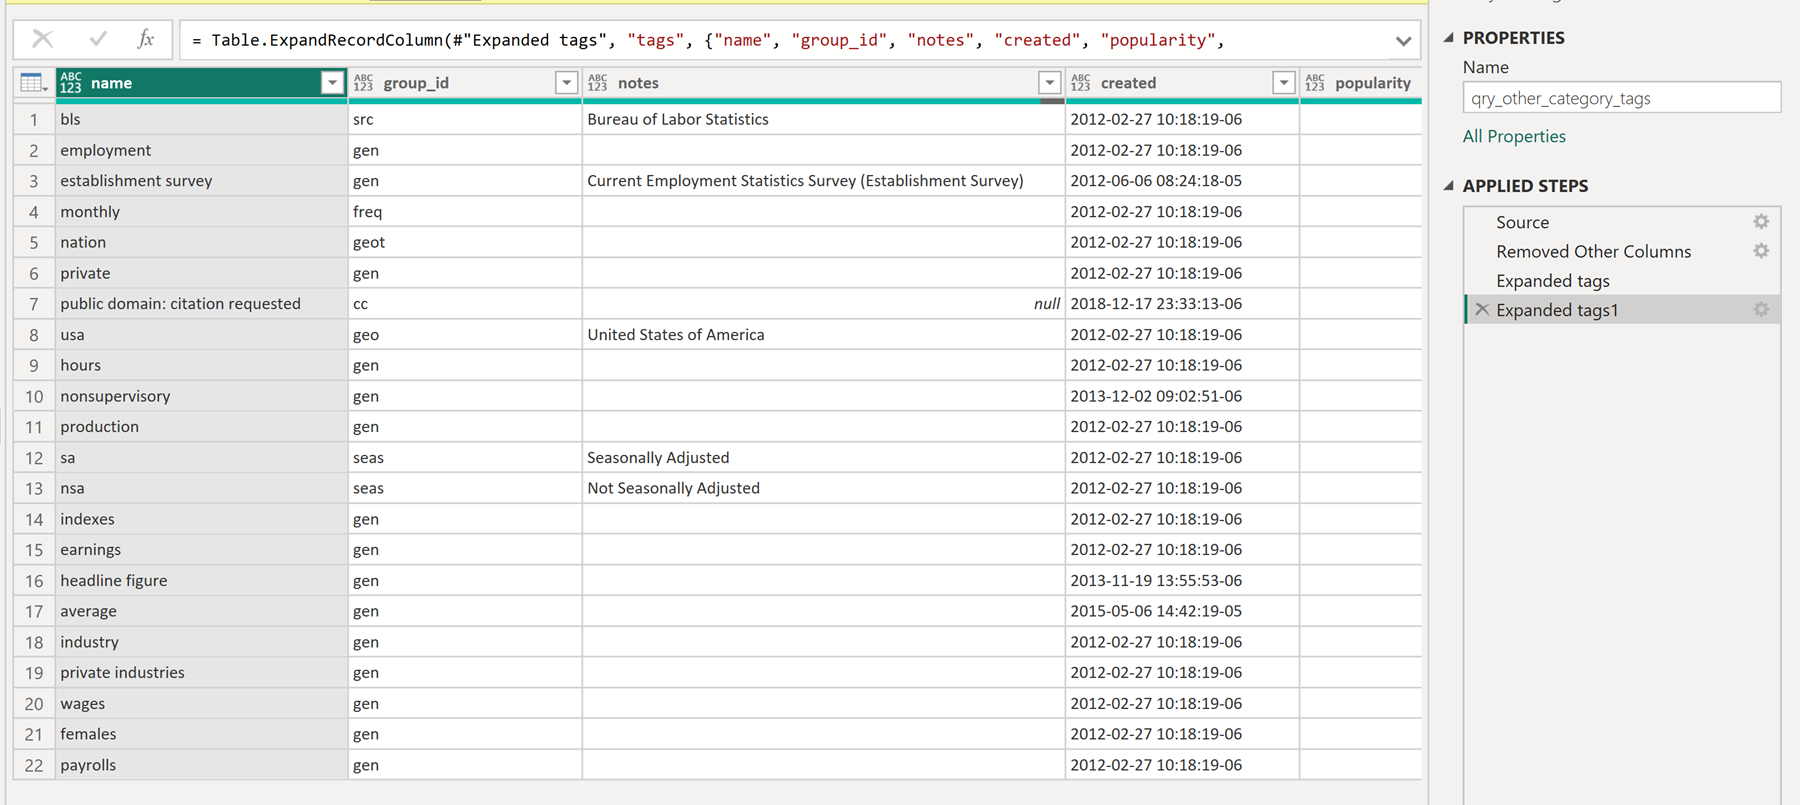 fx = Table.ExpandRecordColumn(#"Expanded tags", "tags", {"name", "group_id", "notes", "created", "popularity",
ABC 123 name ABC 123 group_id ABC 123 notes ABC 123 created ABC 123 popularity
1 bls src Bureau of Labor Statistics 2012-02-27 10:18:19-06
2 employment gen 2012-02-27 10:18:19-06
3 establishment survey gen Current Employment Statistics Survey (Establishment Survey) 2012-06-06 08:24:18-05
4 monthly freq 2012-02-27 10:18:19-06
5 nation geot 2012-02-27 10:18:19-06
6 private gen 2012-02-27 10:18:19-06
7 public domain: citation requested cc null 2018-12-17 23:33:13-06
8 usa geo United States of America 2012-02-27 10:18:19-06
9 hours gen 2012-02-27 10:18:19-06
10 nonsupervisory gen 2013-12-02 09:02:51-06
11 production gen 2012-02-27 10:18:19-06
12 sa seas Seasonally Adjusted 2012-02-27 10:18:19-06
13 nsa seas Not Seasonally Adjusted 2012-02-27 10:18:19-06
14 indexes gen 2012-02-27 10:18:19-06
15 earnings gen 2012-02-27 10:18:19-06
16 headline figure gen 2013-11-19 13:55:53-06
17 average gen 2015-05-06 14:42:19-05
18 industry gen 2012-02-27 10:18:19-06
19 private industries gen 2012-02-27 10:18:19-06
20 wages gen 2012-02-27 10:18:19-06
21 females gen 2012-02-27 10:18:19-06
22 payrolls gen 2012-02-27 10:18:19-06
PROPERTIES
Name
qry_other_category_tags
All Properties
APPLIED STEPS
Source
Removed Other Columns
Expanded tags
Expanded tags1